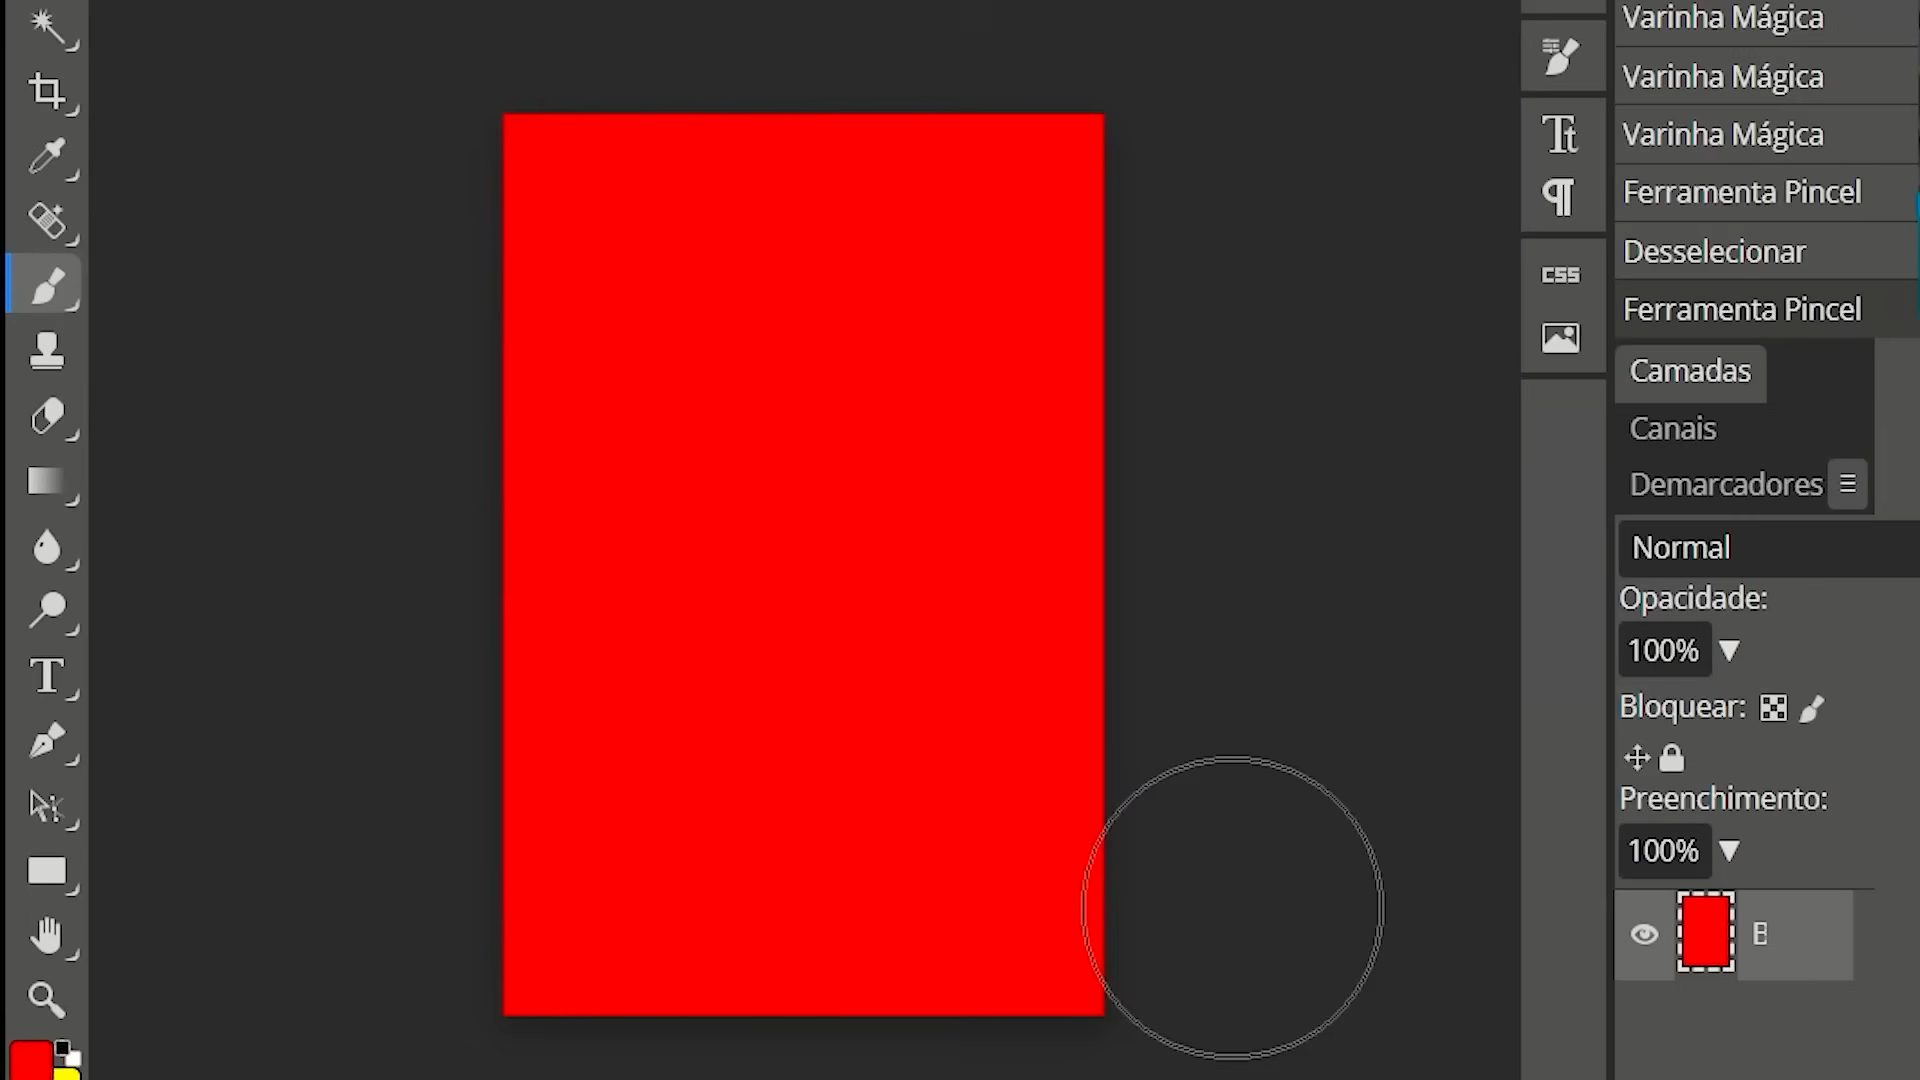 Varinha Mágica
Varinha Mágica
Varinha Mágica
Ferramenta Pincel
Desselecionar
Ferramenta Pincel
Tt
¶
CSS
Camadas
Canais
Demarcadores
Normal
Opacidade:
100%
Bloquear:
Preenchimento:
100%
T
B